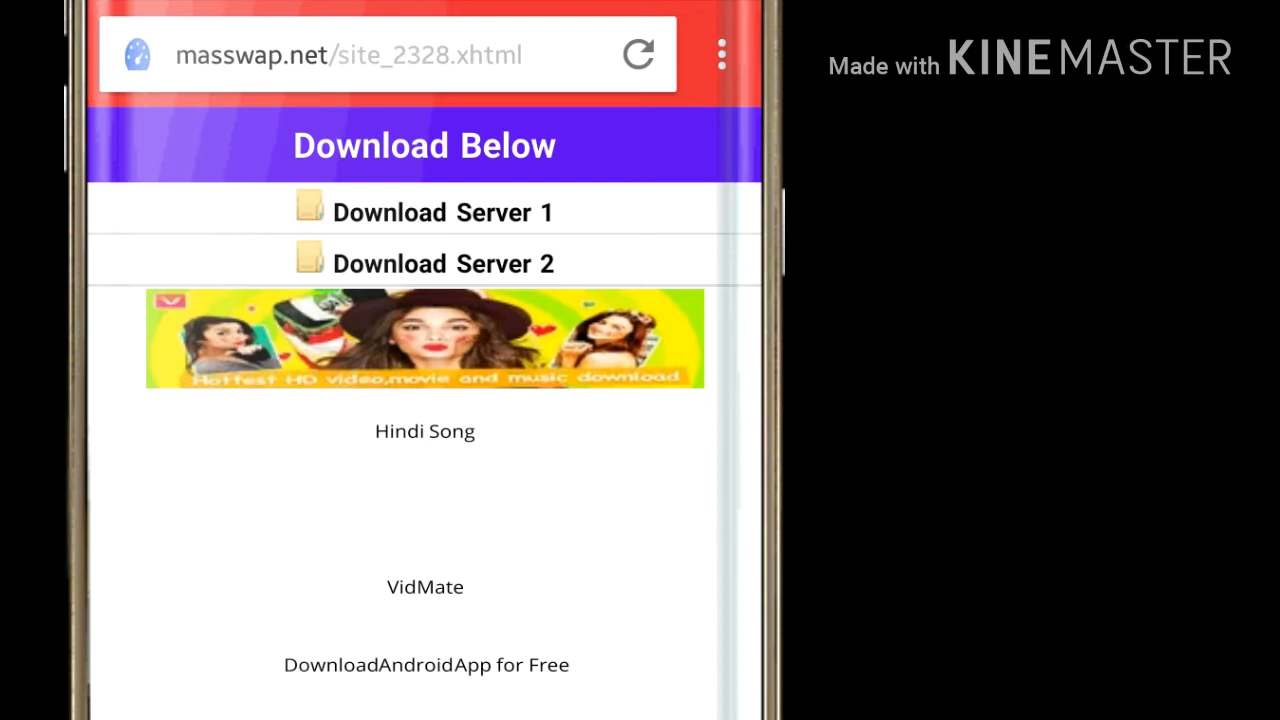 masswap.net/site_2328.xhtml
Made with KINEMASTER
Download Below
Download Server 1
Download Server 2
Hottest HD video,movie and music download
Hindi Song
VidMate
DownloadAndroidApp for Free